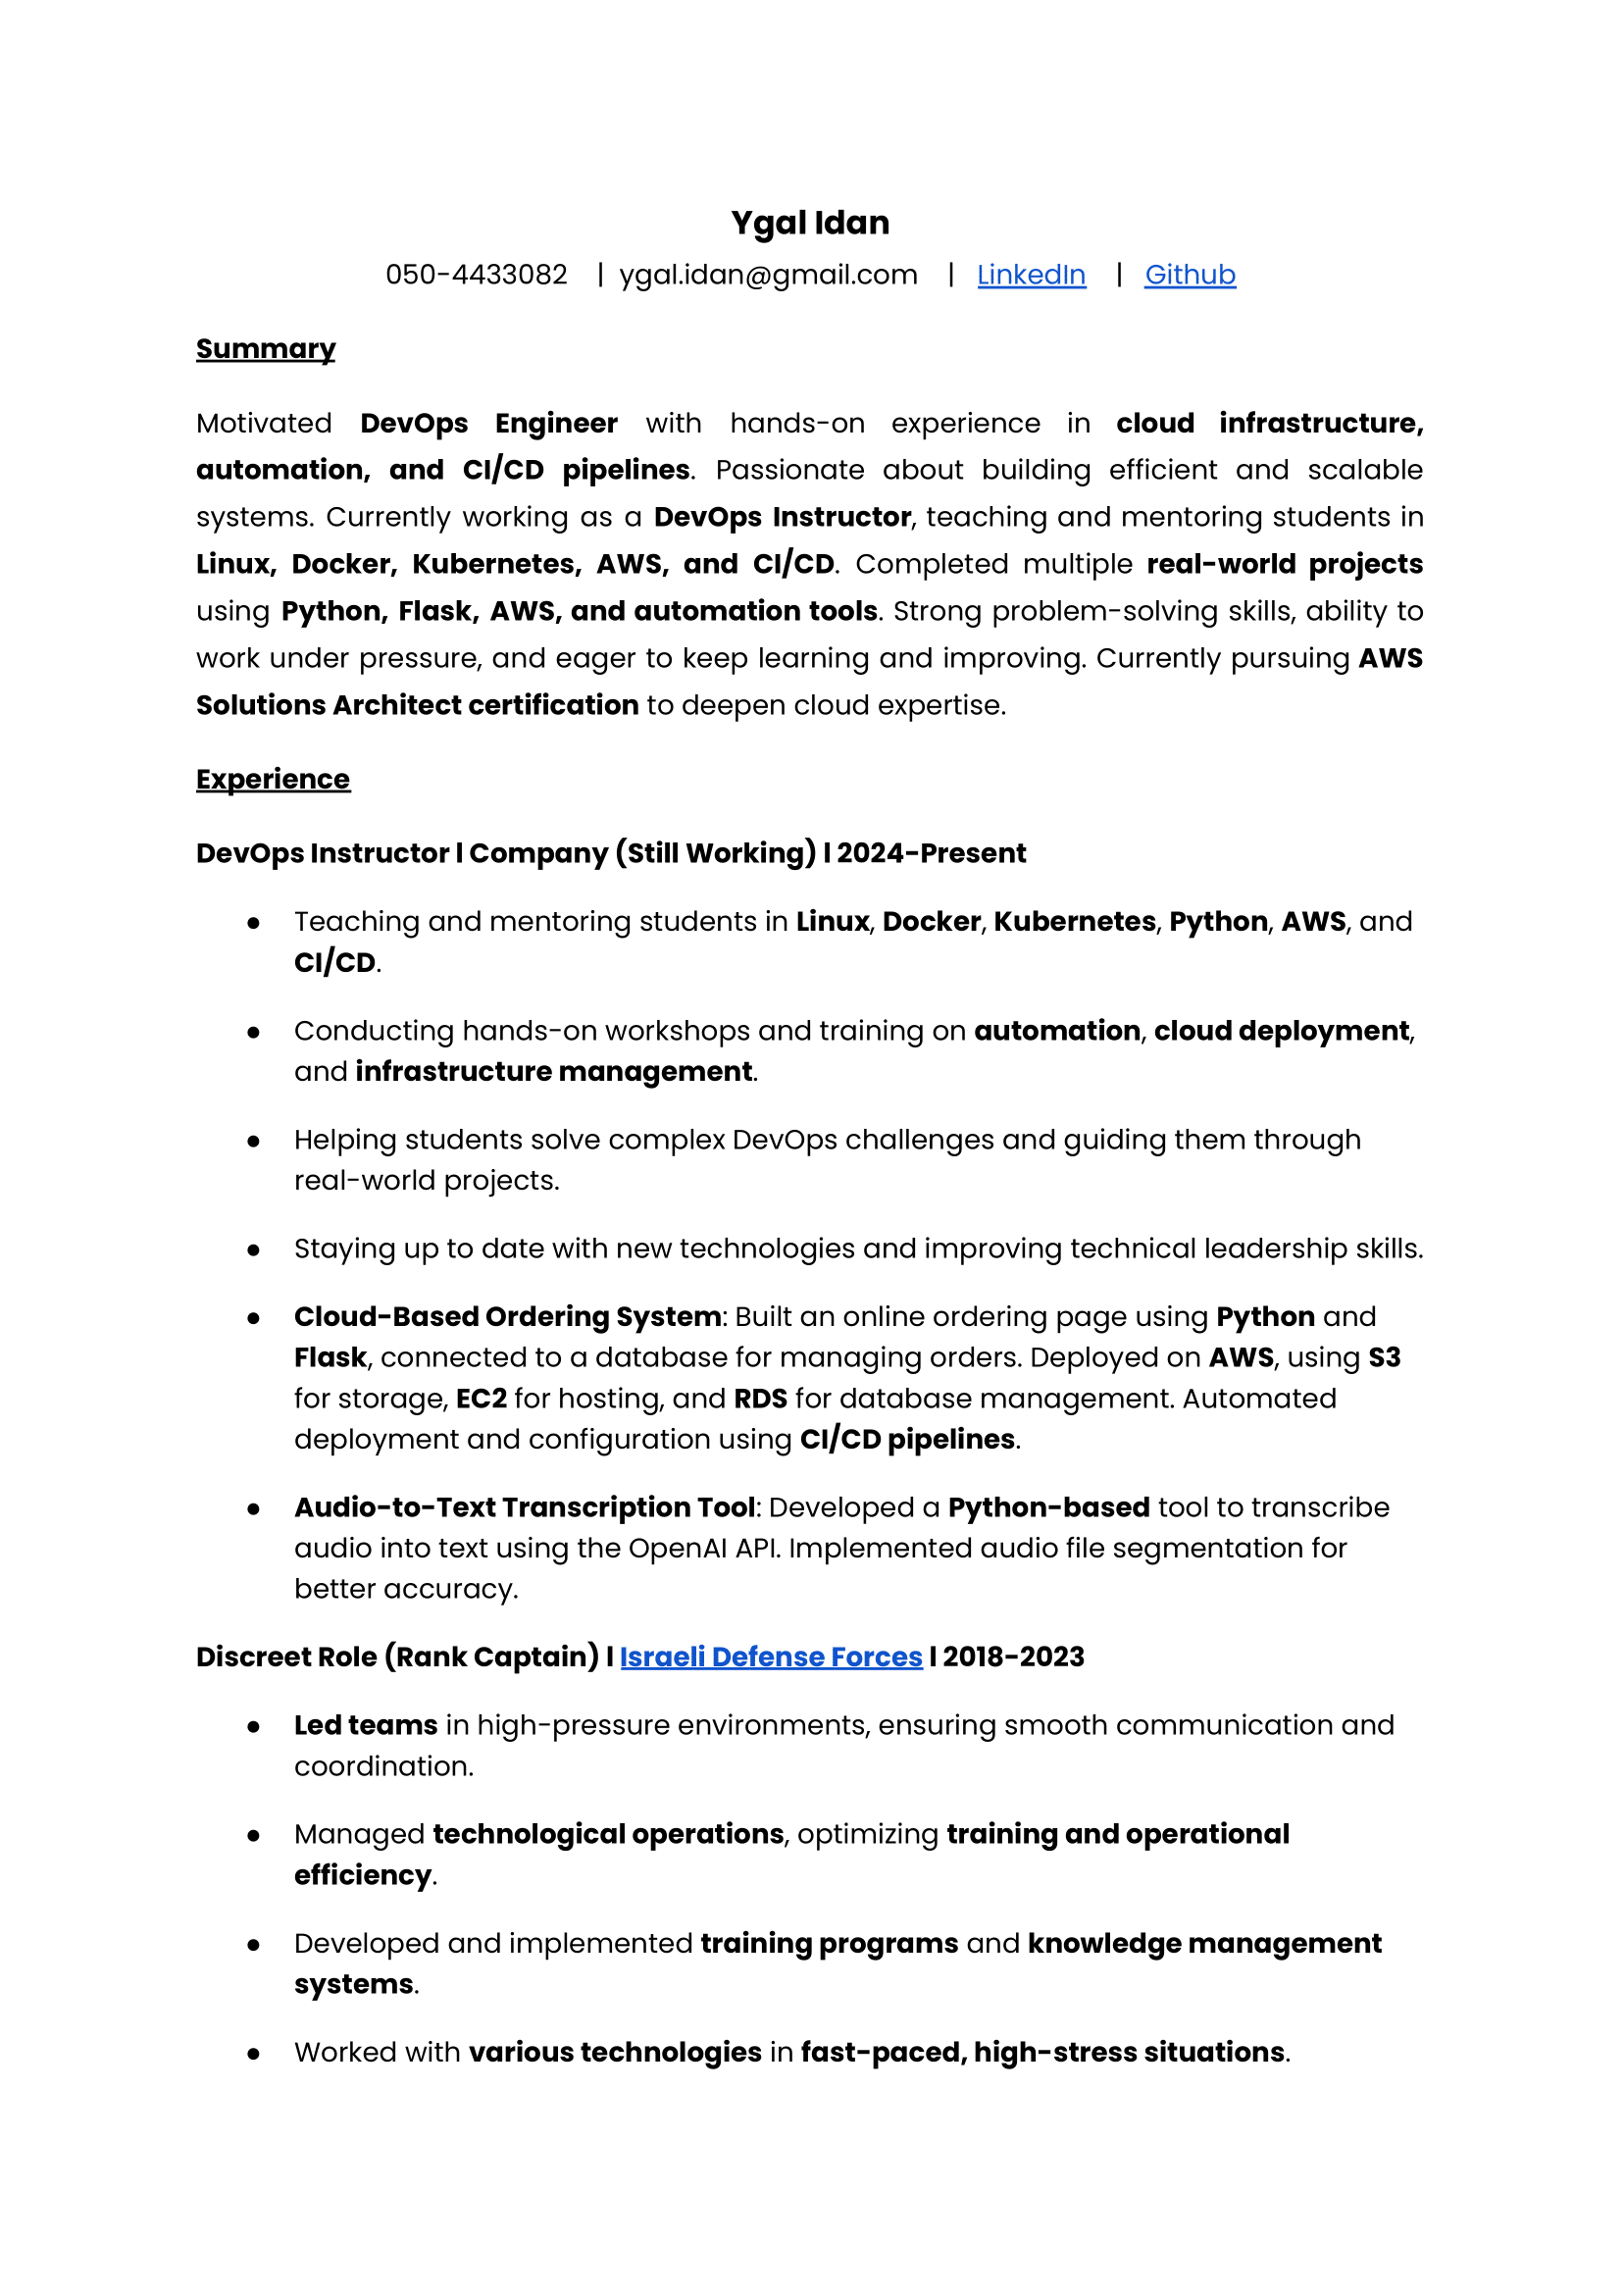 Ygal Idan
050-4433082 | ygal.idan@gmail.com | LinkedIn | Github
Summary
Motivated DevOps Engineer with hands-on experience in cloud infrastructure,
automation, and CI/CD pipelines. Passionate about building efficient and scalable
systems. Currently working as a DevOps Instructor, teaching and mentoring students in
Linux, Docker, Kubernetes, AWS, and CI/CD. Completed multiple real-world projects
using Python, Flask, AWS, and automation tools. Strong problem-solving skills, ability to
work under pressure, and eager to keep learning and improving. Currently pursuing AWS
Solutions Architect certification to deepen cloud expertise.
Experience
DevOps Instructor | Company (Still Working) | 2024-Present
● Teaching and mentoring students in Linux, Docker, Kubernetes, Python, AWS, and
CI/CD.
● Conducting hands-on workshops and training on automation, cloud deployment,
and infrastructure management.
● Helping students solve complex DevOps challenges and guiding them through
real-world projects.
● Staying up to date with new technologies and improving technical leadership skills.
● Cloud-Based Ordering System: Built an online ordering page using Python and
Flask, connected to a database for managing orders. Deployed on AWS, using S3
for storage, EC2 for hosting, and RDS for database management. Automated
deployment and configuration using CI/CD pipelines.
● Audio-to-Text Transcription Tool: Developed a Python-based tool to transcribe
audio into text using the OpenAI API. Implemented audio file segmentation for
better accuracy.
Discreet Role (Rank Captain) | Israeli Defense Forces | 2018-2023
● Led teams in high-pressure environments, ensuring smooth communication and
coordination.
● Managed technological operations, optimizing training and operational
efficiency.
● Developed and implemented training programs and knowledge management
systems.
● Worked with various technologies in fast-paced, high-stress situations.